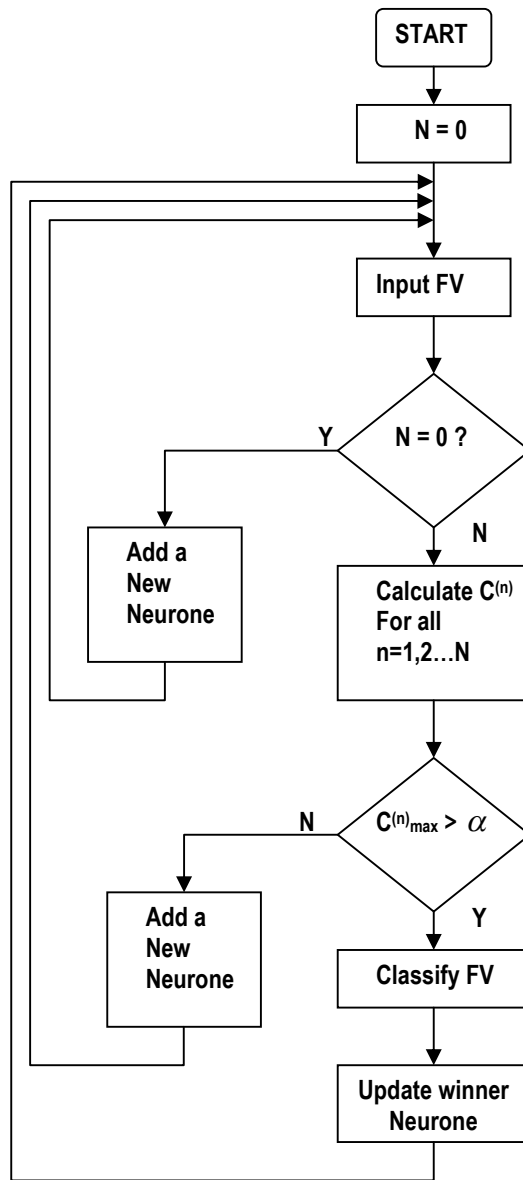 START
N = 0
Input FV
N = 0 ?
Y
N
Add a
New
Neurone
Calculate C⁽ⁿ⁾
For all
n=1,2...N
C⁽ⁿ⁾max > α
N
Y
Add a
New
Neurone
Classify FV
Update winner
Neurone